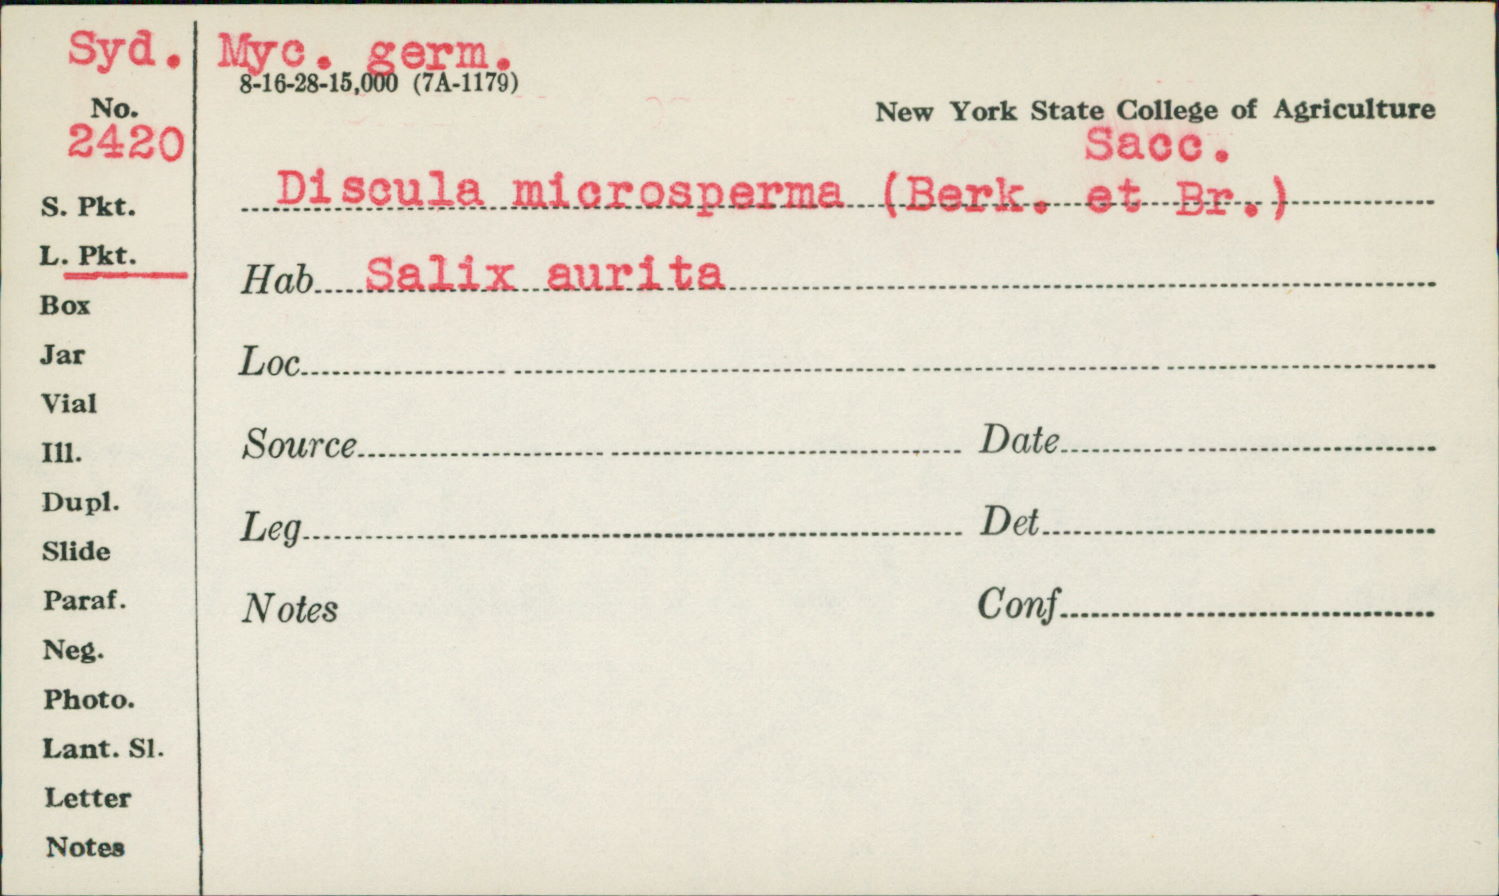 Syd. Myc. germ.
8-16-28-15,000 (7A-1179)
No.
New York State College of Agriculture
2420
Sacc.
Discula microsperma (Berk. et Br.)
S. Pkt.
L. Pkt.
Hab. Salix aurita
Box
Jar
Loc.
Vial
Ill.
Source
Date
Dupl.
Slide
Leg
Det
Paraf.
Notes
Conf
Neg.
Photo.
Lant. Sl.
Letter
Notes